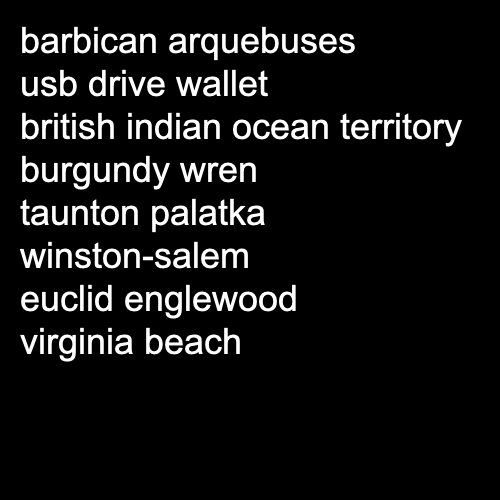 barbican arquebuses
usb drive wallet
british indian ocean territory
burgundy wren
taunton palatka
winston-salem
euclid englewood
virginia beach